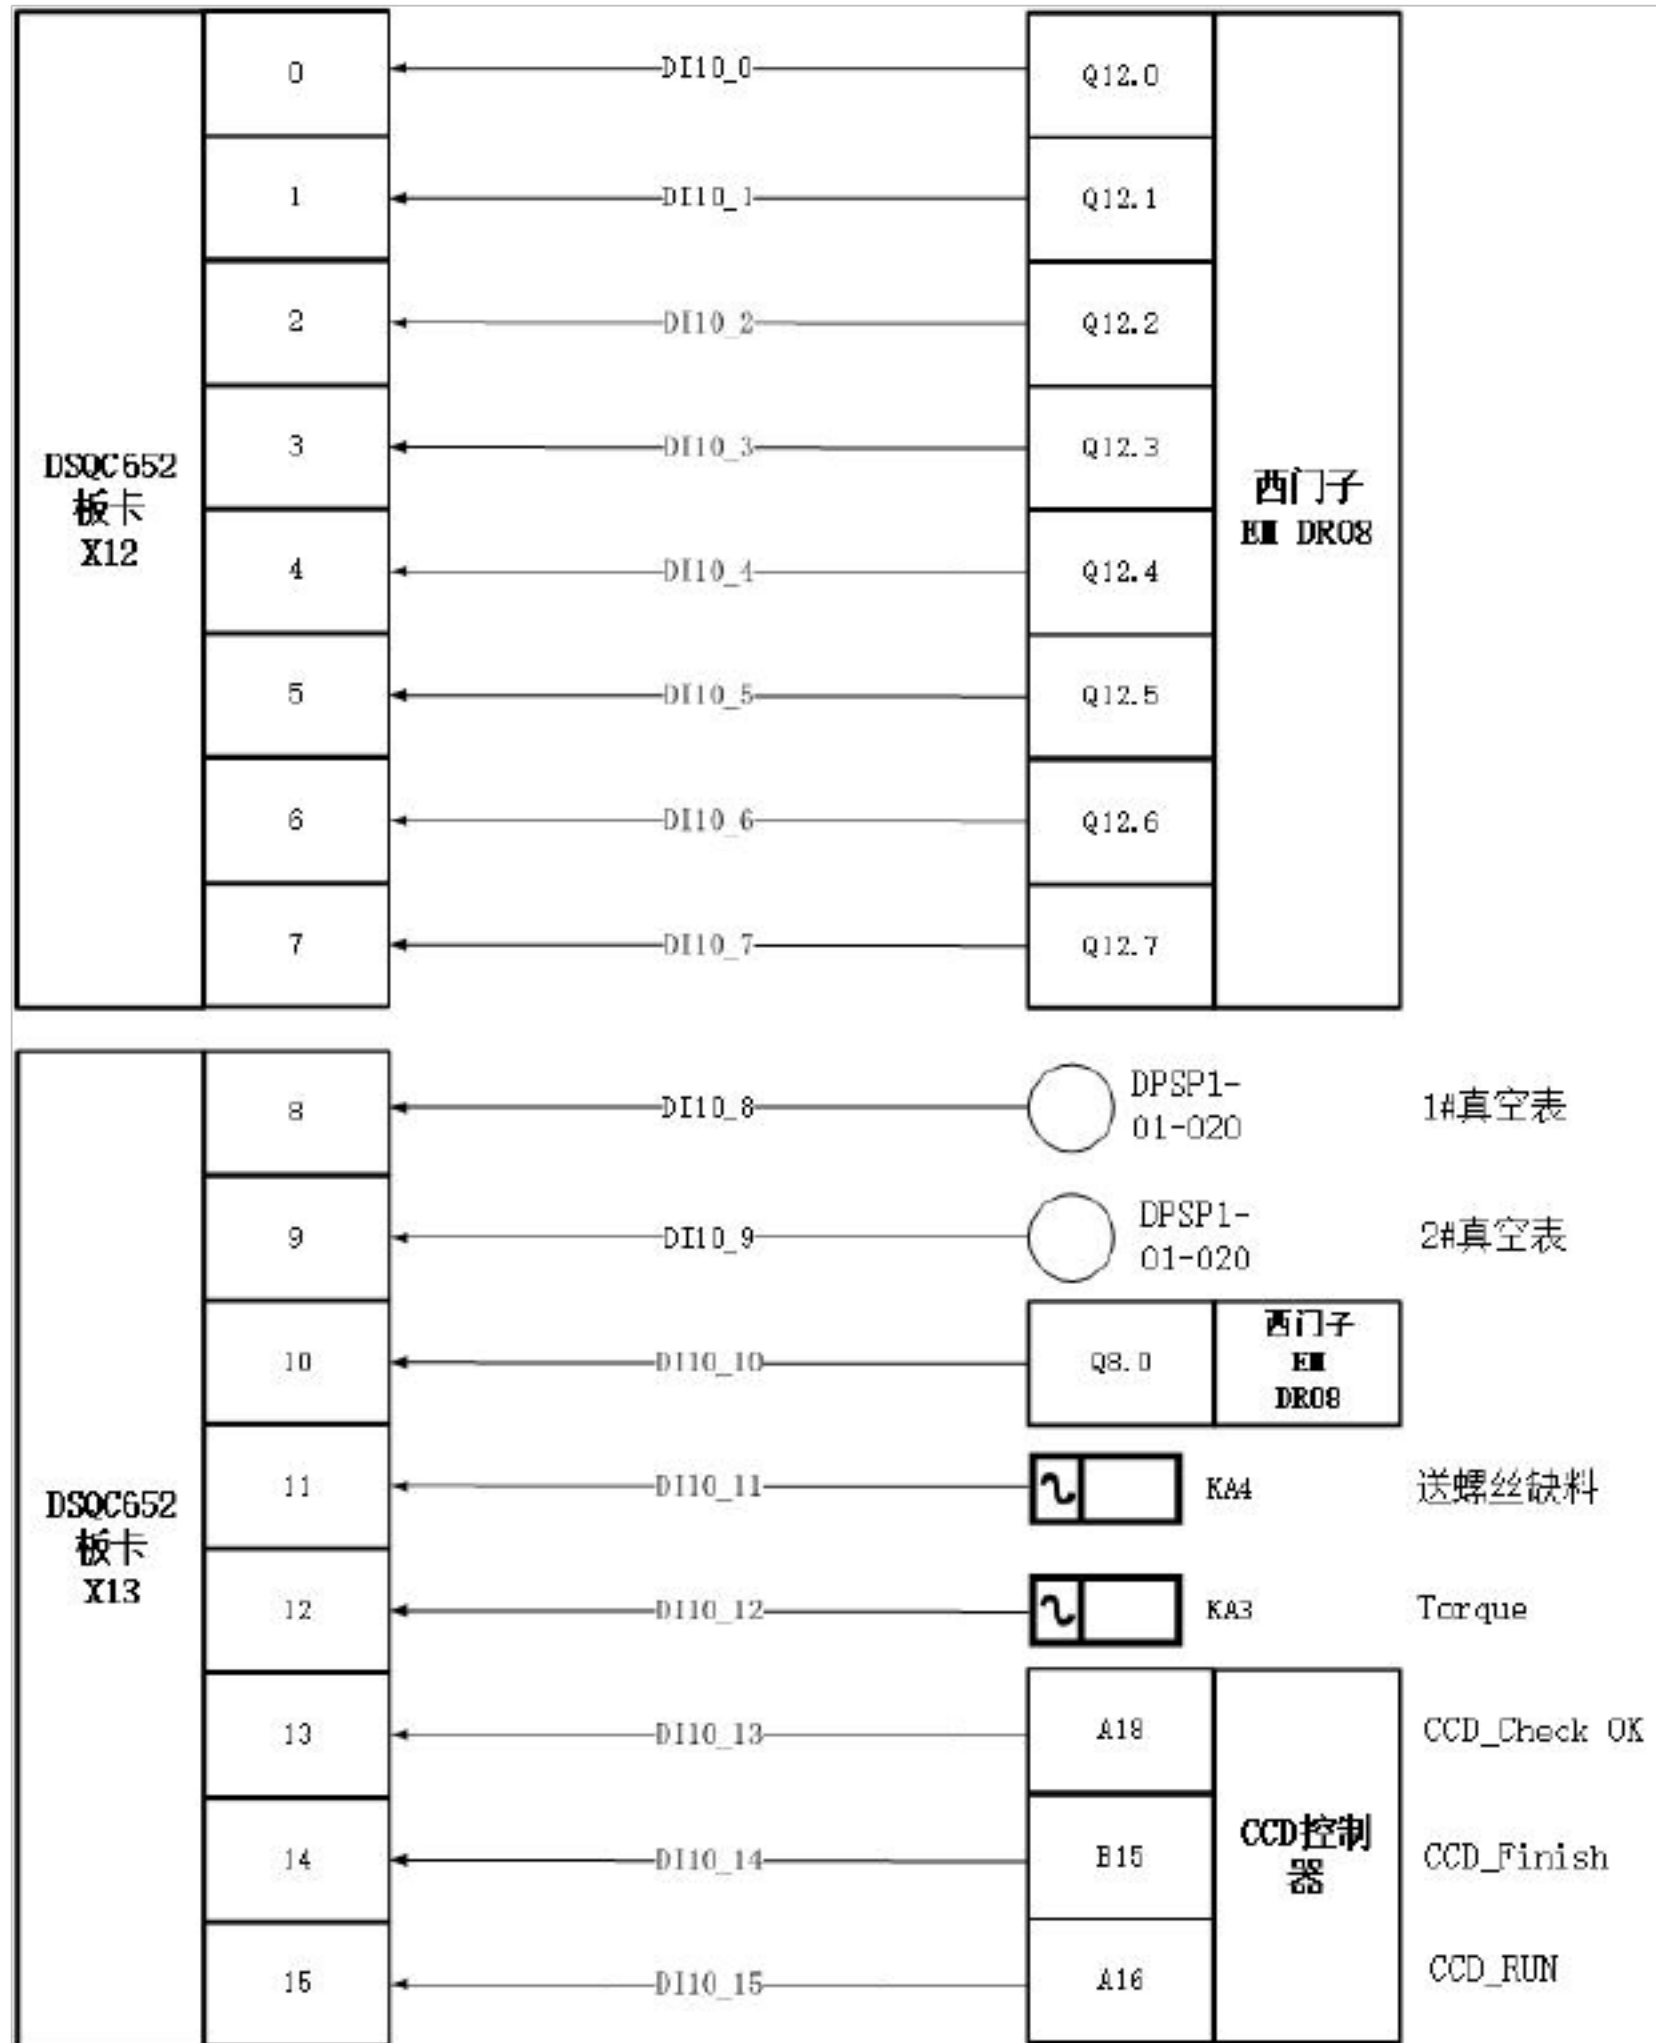 0
DI10_0
Q12.0
1
DI10_1
Q12.1
2
DI10_2
Q12.2
3
DI10_3
Q12.3
DSQC652
板卡
X12
西门子
EM DR08
4
DI10_4
Q12.4
5
DI10_5
Q12.5
6
DI10_6
Q12.6
7
DI10_7
Q12.7
8
DI10_8
DPSP1-
01-020
1#真空表
9
DI10_9
DPSP1-
01-020
2#真空表
10
DI10_10
Q8.0
西门子
EM
DR08
11
DI10_11
KA4
送螺丝缺料
DSQC652
板卡
X13
12
DI10_12
KA3
Torque
13
DI10_13
A18
CCD_Check OK
14
DI10_14
B15
CCD控制
器
CCD_Finish
15
DI10_15
A16
CCD_RUN